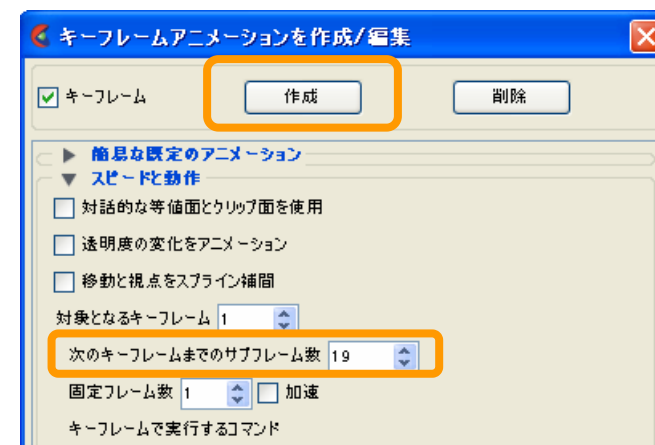 キーフレームアニメーションを作成/編集
キーフレーム 作成 削除
簡易な既定のアニメーション
スピードと動作
対話的な等値面とクリップ面を使用
透明度の変化をアニメーション
移動と視点をスプライン補間
対象となるキーフレーム 1
次のキーフレームまでのサブフレーム数 19
固定フレーム数 1 加速
キーフレームで実行するコマンド